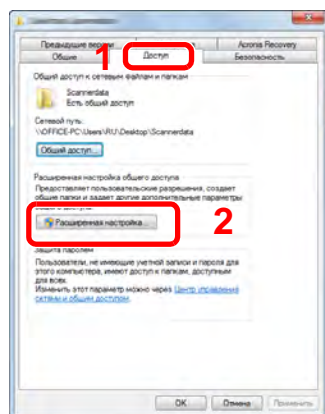 Предыдущие версии
Acronis Recovery
Общие
1
Доступ
Безопасность
Общий доступ к сетевым файлам и папкам
Scannerdata
Есть общий доступ
Сетевой путь:
\\OFFICE-PC\Users\RU\Desktop\Scannerdata
Общий доступ...
Расширенная настройка общего доступа
Предоставляет пользовательские разрешения, создает
общие папки и задает другие дополнительные параметры
Расширенная настройка...
2
Защита паролем
Пользователи, не имеющие учетной записи и пароля для
этого компьютера, имеют доступ к папкам, доступным
для всех.
Изменить этот параметр можно через Центр управления
сетями и общим доступом.
OK
Отмена
Применить